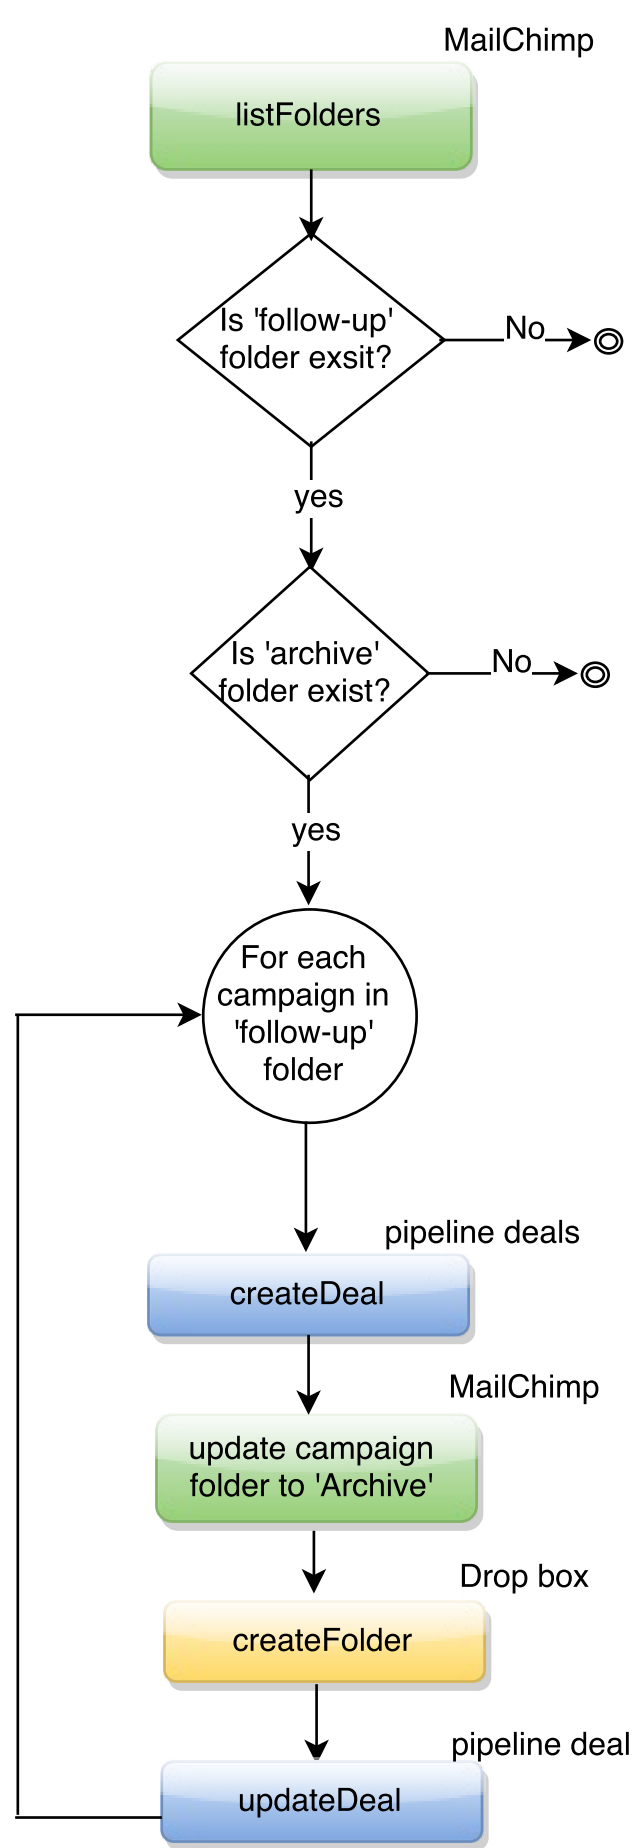 MailChimp
listFolders
Is 'follow-up'
folder exsit?
No
yes
Is 'archive'
folder exist?
No
yes
For each
campaign in
'follow-up'
folder
pipeline deals
createDeal
MailChimp
update campaign
folder to 'Archive'
Drop box
createFolder
pipeline deal
updateDeal